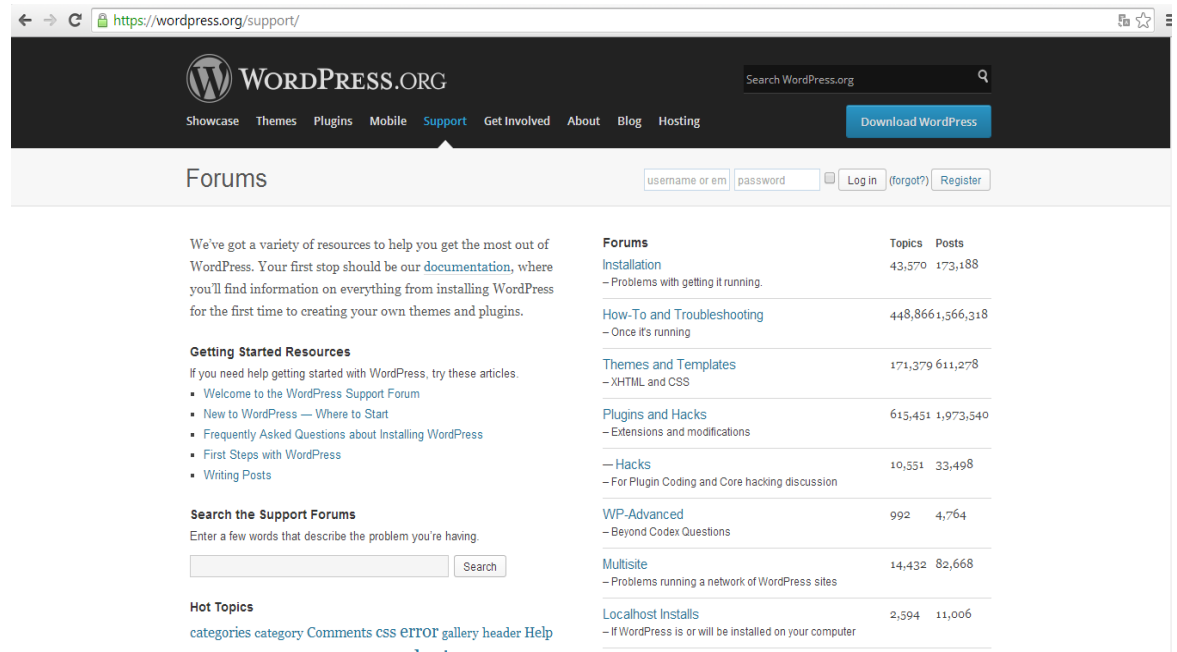 https://wordpress.org/support/
WORDPRESS.ORG
Search WordPress.org
Showcase Themes Plugins Mobile Support Get Involved About Blog Hosting
Download WordPress
Forums
username or em password Log in (forgot?) Register
We've got a variety of resources to help you get the most out of
WordPress. Your first stop should be our documentation, where
you'll find information on everything from installing WordPress
for the first time to creating your own themes and plugins.
Getting Started Resources
If you need help getting started with WordPress, try these articles.
Welcome to the WordPress Support Forum
New to WordPress — Where to Start
Frequently Asked Questions about Installing WordPress
First Steps with WordPress
Writing Posts
Search the Support Forums
Enter a few words that describe the problem you're having.
Search
Hot Topics
categories category Comments css error gallery header Help
Forums Topics Posts
Installation 43,570 173,188
– Problems with getting it running.
How-To and Troubleshooting 448,8661,566,318
– Once it's running
Themes and Templates 171,379 611,278
– XHTML and CSS
Plugins and Hacks 615,451 1,973,540
– Extensions and modifications
— Hacks 10,551 33,498
– For Plugin Coding and Core hacking discussion
WP-Advanced 992 4,764
– Beyond Codex Questions
Multisite 14,432 82,668
– Problems running a network of WordPress sites
Localhost Installs 2,594 11,006
– If WordPress is or will be installed on your computer